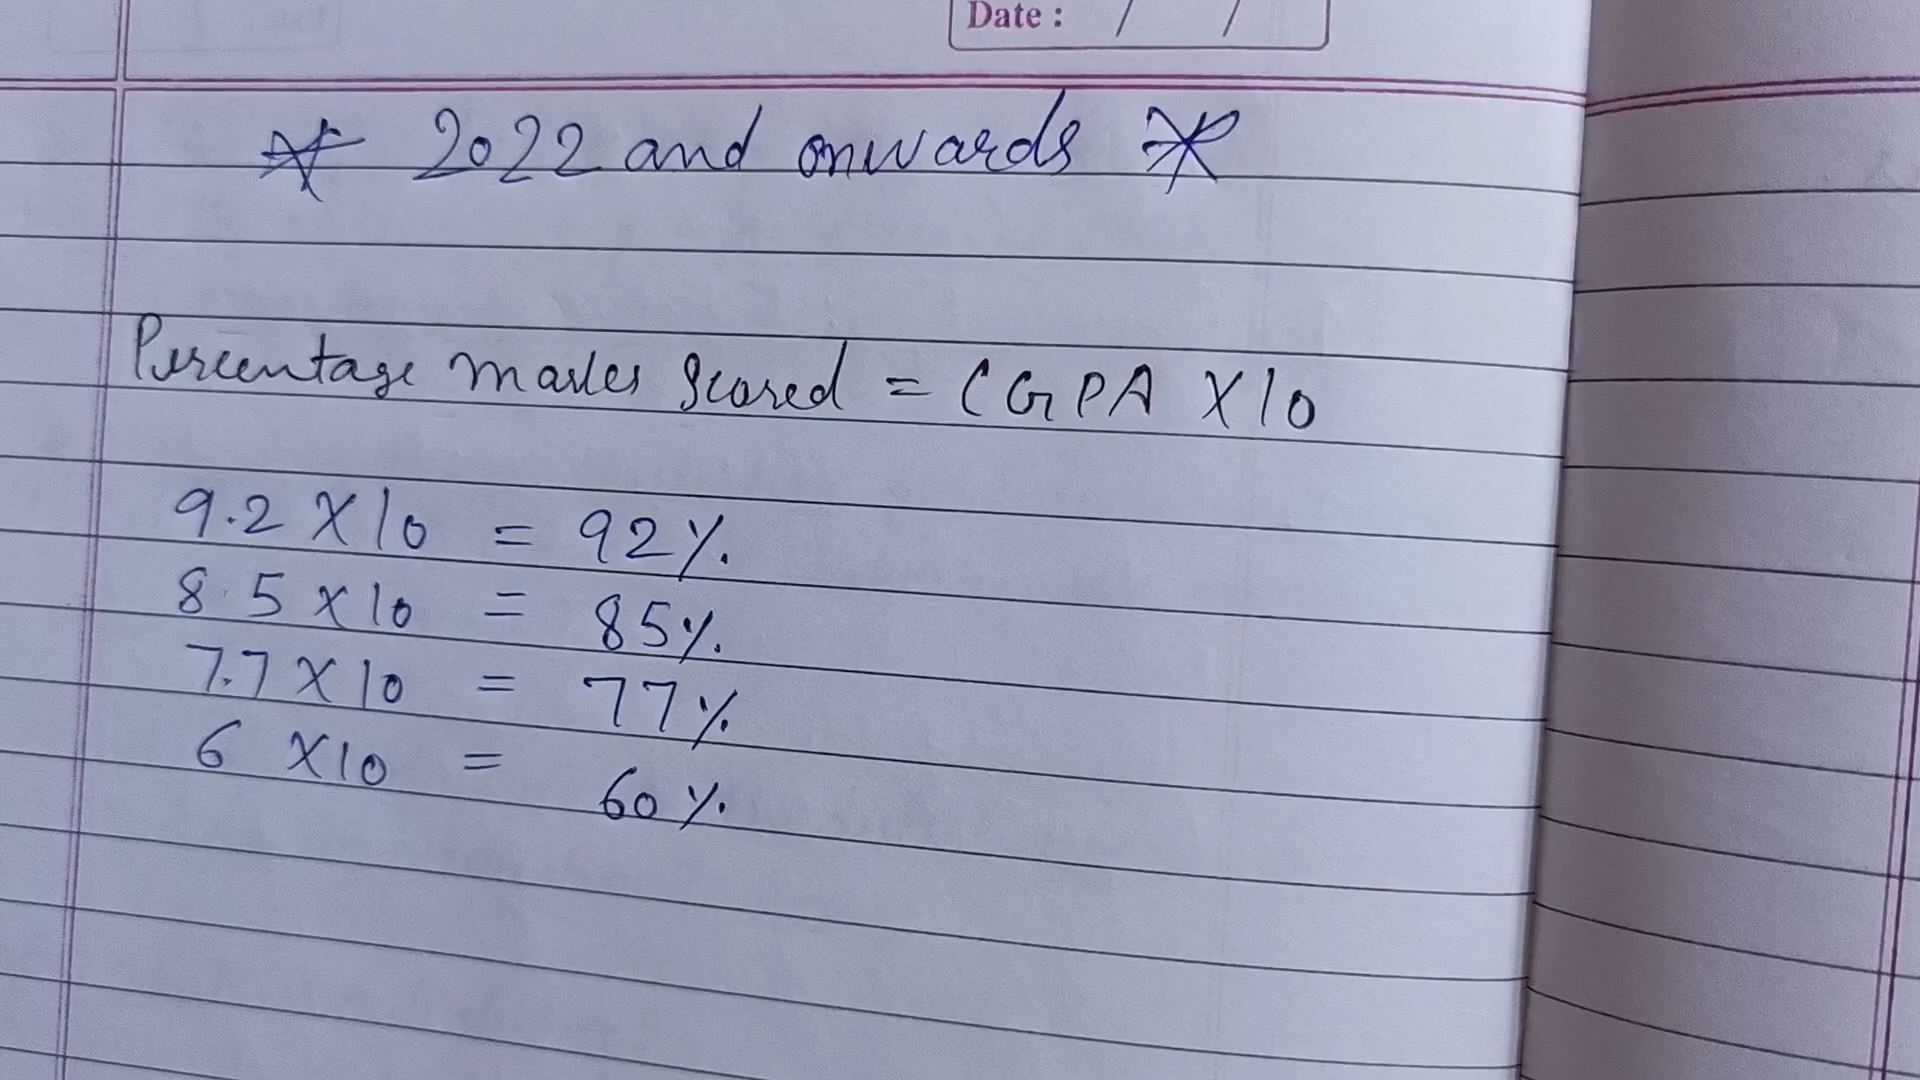 Date : / /
* 2022 and onwards *
Percentage Marks Scored = CGPA X10
9.2 X10 = 92%
8.5 X10 = 85%
7.7 X10 = 77%
6 X10 = 60%